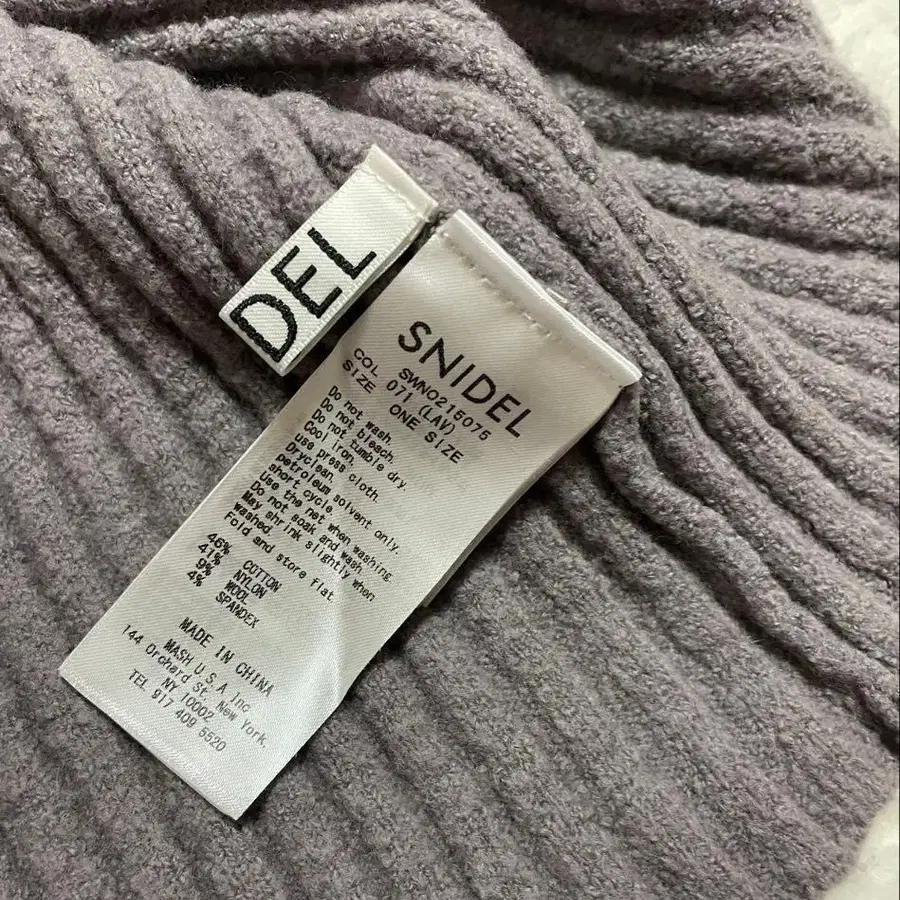 DEL
SNIDEL
SWNO215075
COL 071 (LAV)
SIZE ONE SIZE
Do not wash.
Do not bleach.
Do not tumble dry.
Cool iron.
use press cloth.
Dryclean.
petroleum solvent only.
short cycle.
Use the net when washing.
Do not soak and wash.
May shrink slightly when
washed.
Fold and store flat.
46% COTTON
41% NYLON
9% WOOL
4% SPANDEX
MADE IN CHINA
MASH U.S.A Inc
144 Orchard St. New York,
NY 10002
TEL 917 409 5520